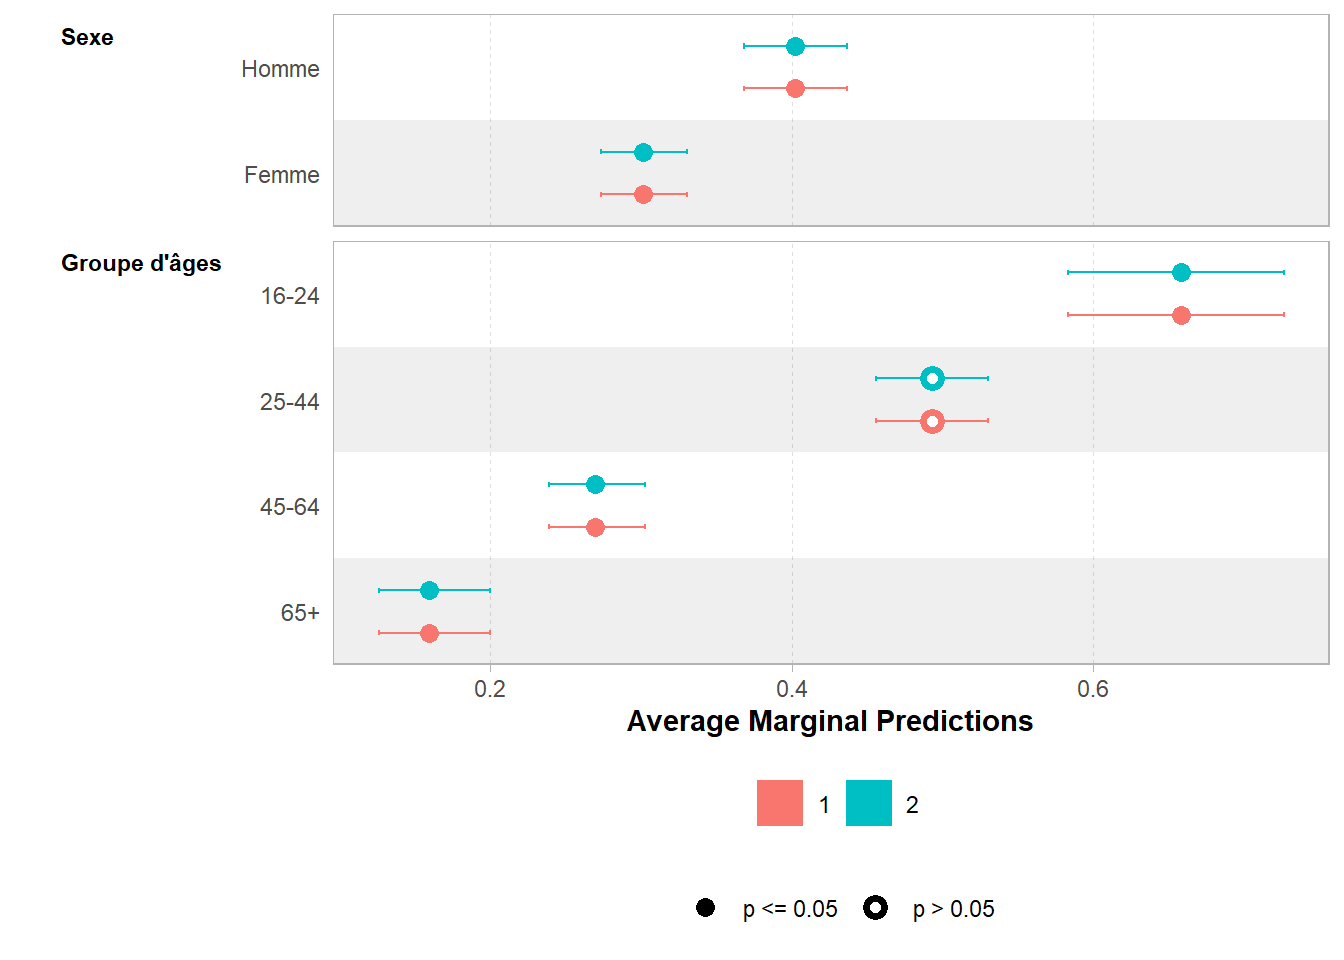 Sexe
Homme
Femme
Groupe d'âges
16-24
25-44
45-64
65+
0.2 0.4 0.6
Average Marginal Predictions
1 2
p <= 0.05 p > 0.05